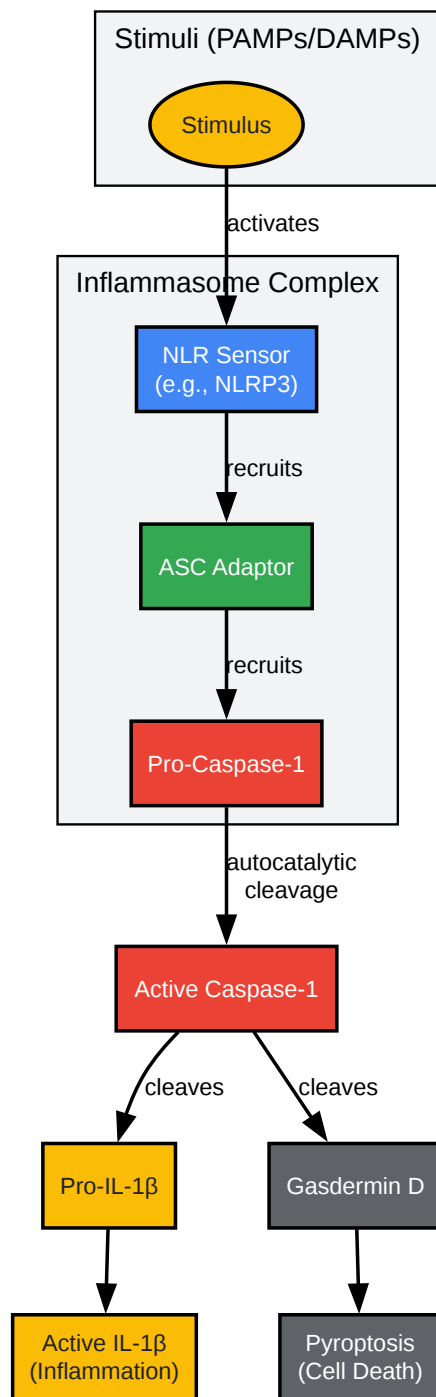 Stimuli (PAMPs/DAMPs)
Stimulus
activates
Inflammasome Complex
NLR Sensor
(e.g., NLRP3)
recruits
ASC Adaptor
recruits
Pro-Caspase-1
autocatalytic
cleavage
Active Caspase-1
cleaves
cleaves
Pro-IL-1β
Gasdermin D
Active IL-1β
(Inflammation)
Pyroptosis
(Cell Death)